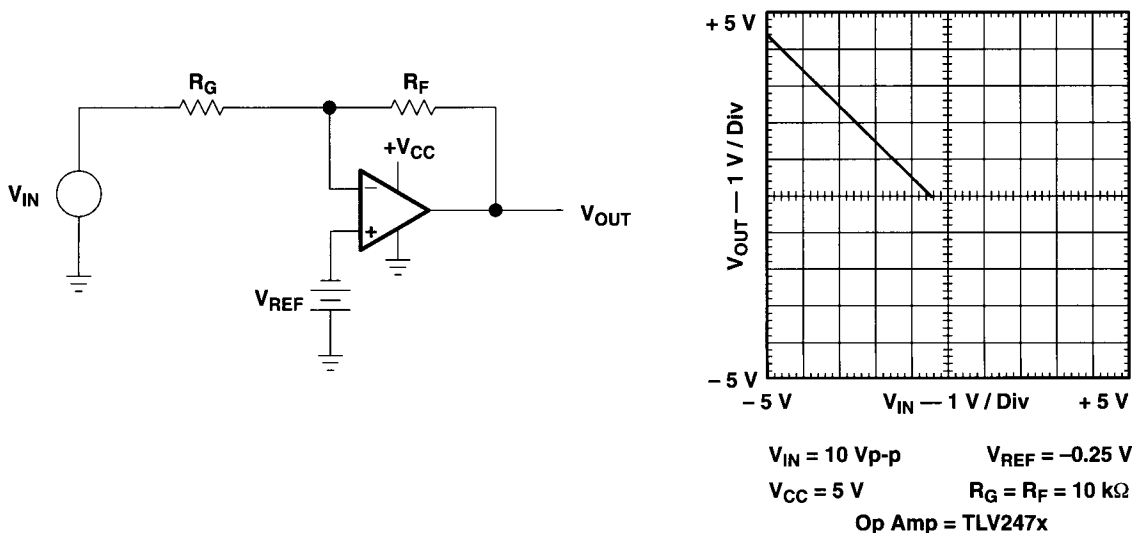 R_G
R_F
+V_CC
V_IN
−
+
V_OUT
V_REF
+ 5 V
V_OUT — 1 V / Div
– 5 V
– 5 V V_IN — 1 V / Div + 5 V
V_IN = 10 Vp-p V_REF = –0.25 V
V_CC = 5 V R_G = R_F = 10 kΩ
Op Amp = TLV247x